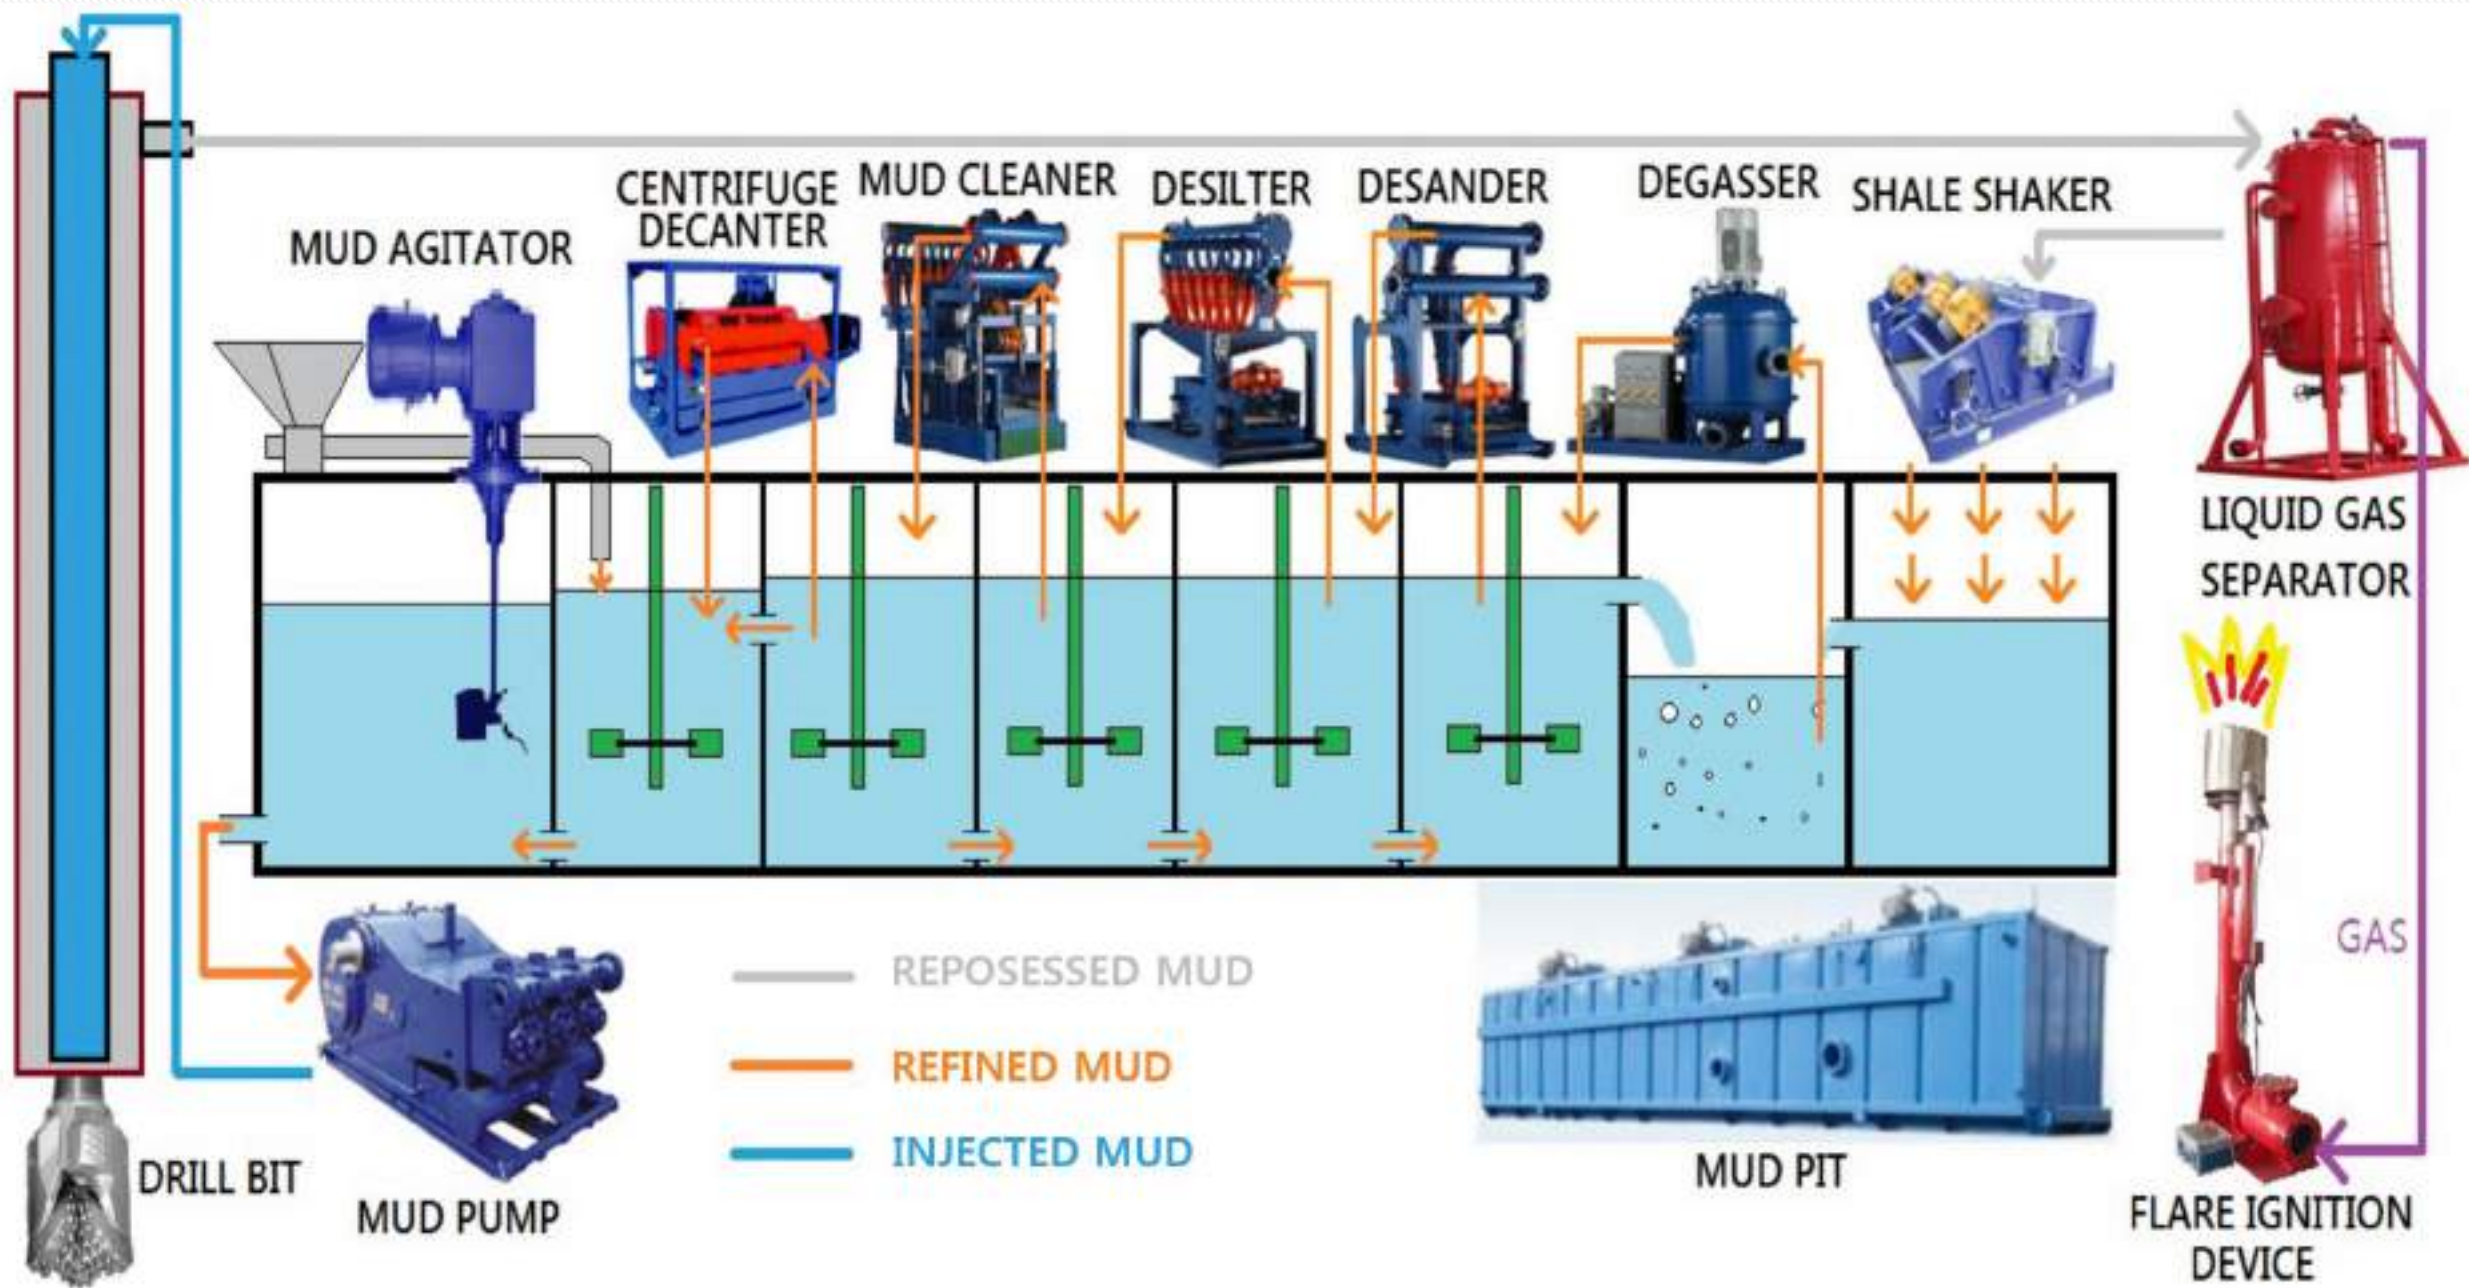 CENTRIFUGE
DECANTER
MUD CLEANER
DESILTER
DESANDER
DEGASSER
SHALE SHAKER
MUD AGITATOR
LIQUID GAS
SEPARATOR
GAS
REPOSESSED MUD
REFINED MUD
INJECTED MUD
DRILL BIT
MUD PUMP
MUD PIT
FLARE IGNITION
DEVICE